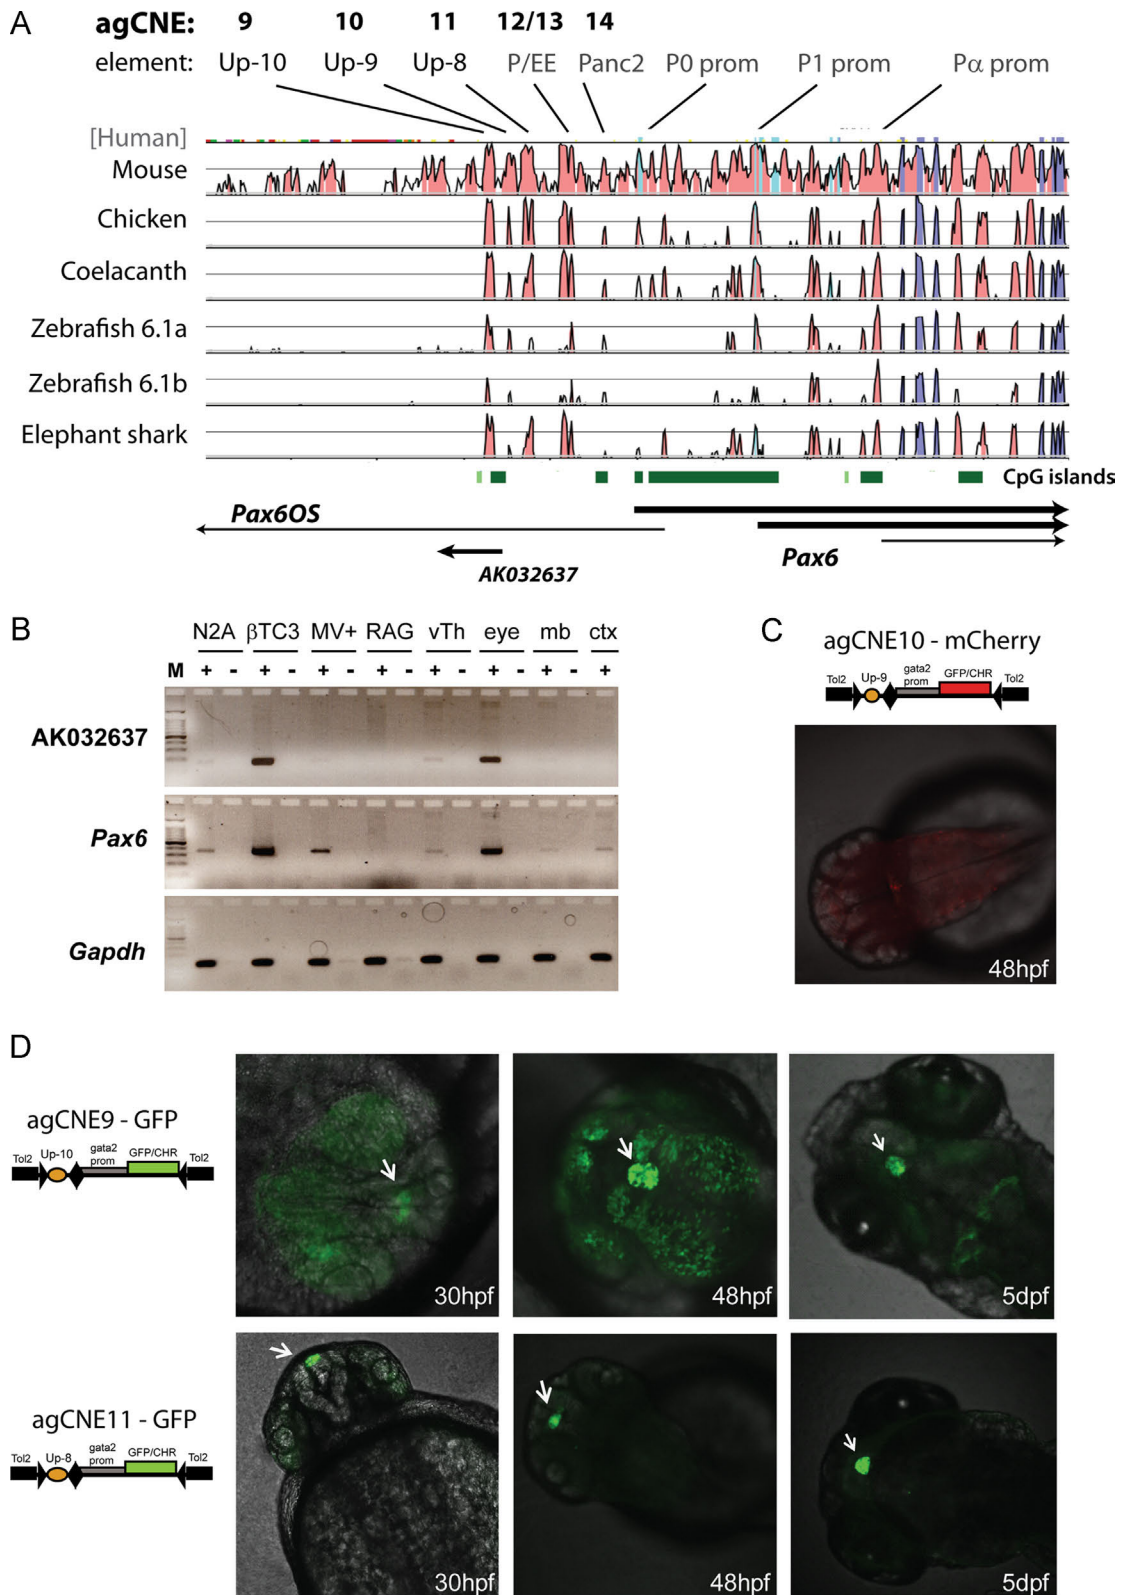 A
agCNE: 9 10 11 12/13 14
element: Up-10 Up-9 Up-8 P/EE Panc2 P0 prom P1 prom Pα prom
[Human]
Mouse
Chicken
Coelacanth
Zebrafish 6.1a
Zebrafish 6.1b
Elephant shark
CpG islands
Pax6OS
Pax6
AK032637
B
N2A βTC3 MV+ RAG vTh eye mb ctx
M + - + - + - + - + - + - + - +
AK032637
Pax6
Gapdh
C
agCNE10 - mCherry
Tol2 Up-9 gata2 prom GFP/CHR Tol2
48hpf
D
agCNE9 - GFP
Tol2 Up-10 gata2 prom GFP/CHR Tol2
30hpf 48hpf 5dpf
agCNE11 - GFP
Tol2 Up-8 gata2 prom GFP/CHR Tol2
30hpf 48hpf 5dpf